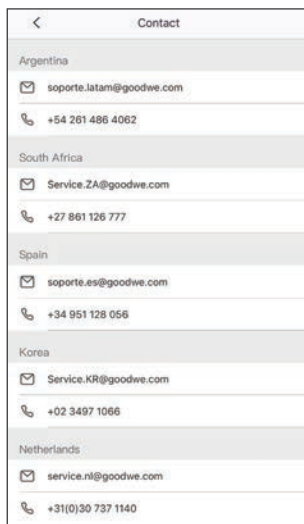 Contact
Argentina
soporte.latam@goodwe.com
+54 261 486 4062
South Africa
Service.ZA@goodwe.com
+27 861 126 777
Spain
soporte.es@goodwe.com
+34 951 128 056
Korea
Service.KR@goodwe.com
+02 3497 1066
Netherlands
service.nl@goodwe.com
+31(0)30 737 1140